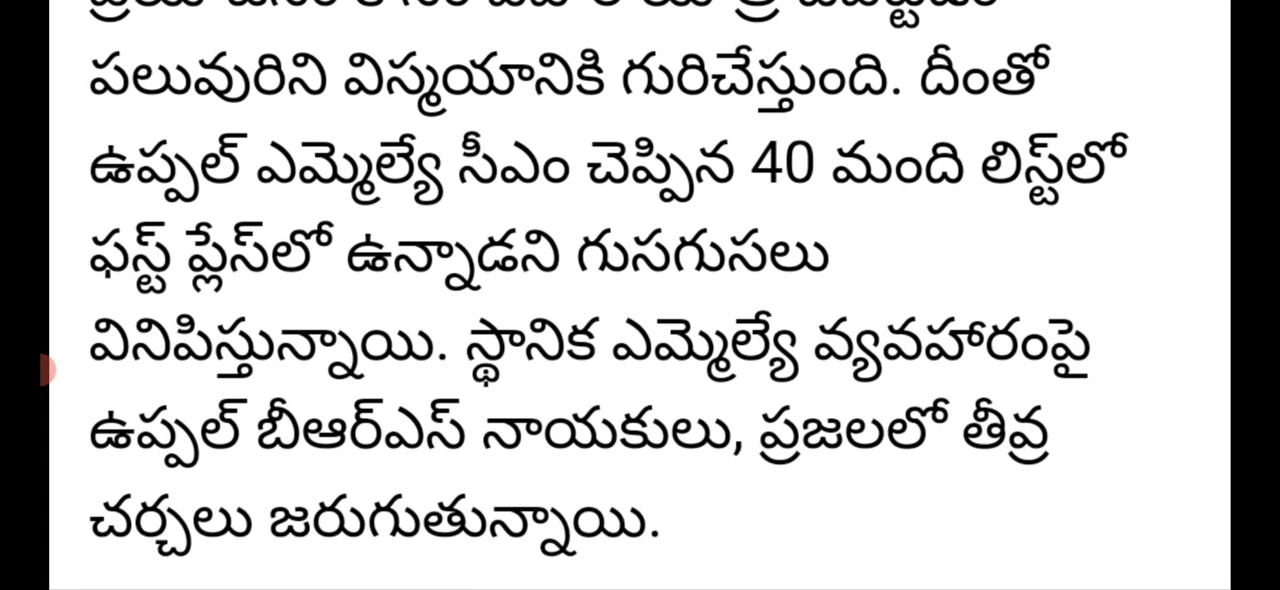 పలువురిని విస్మయానికి గురిచేస్తుంది. దీంతో
ఉప్పల్ ఎమ్మెల్యే సీఎం చెప్పిన 40 మంది లిస్ట్‌లో
ఫస్ట్ ప్లేస్‌లో ఉన్నాడని గుసగుసలు
వినిపిస్తున్నాయి. స్థానిక ఎమ్మెల్యే వ్యవహారంపై
ఉప్పల్ బీఆర్ఎస్ నాయకులు, ప్రజలలో తీవ్ర
చర్చలు జరుగుతున్నాయి.